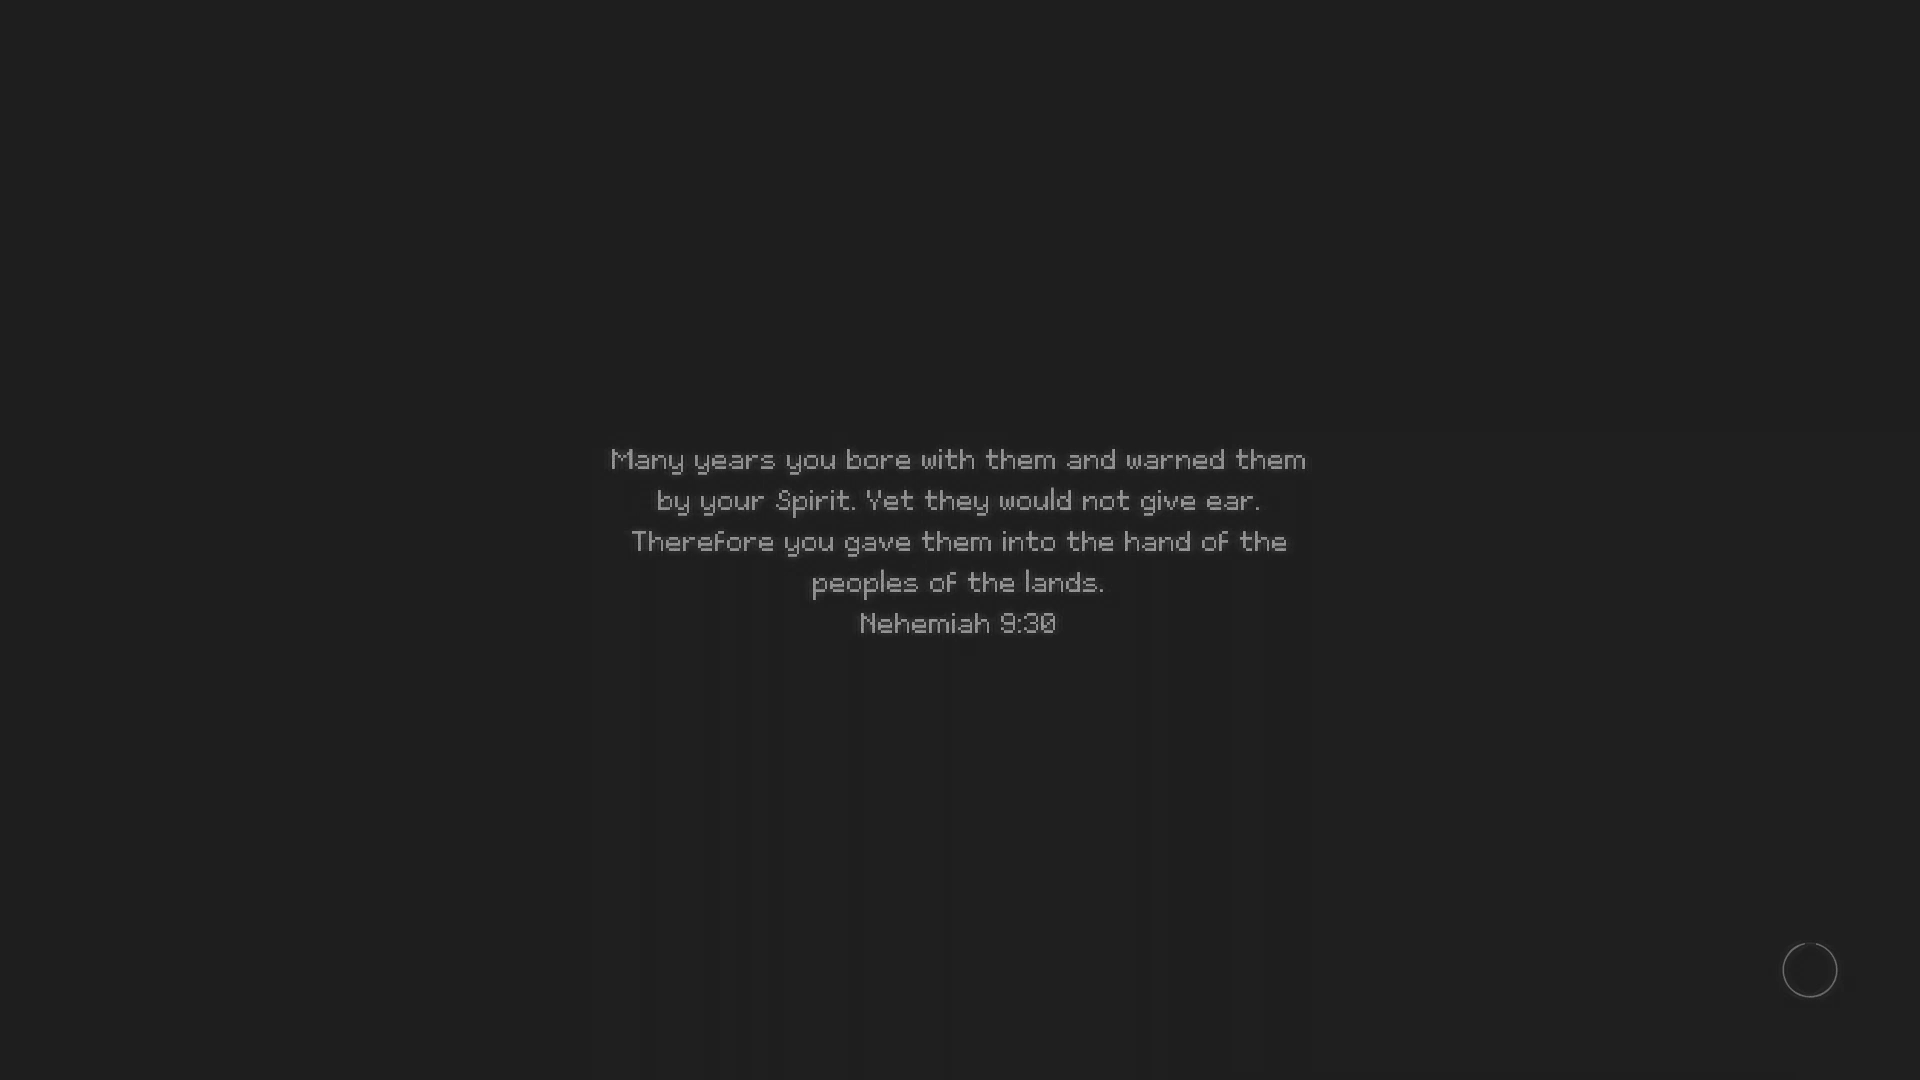 Many years you bore with them and warned them
by your Spirit. Yet they would not give ear.
Therefore you gave them into the hand of the
peoples of the lands.
Nehemiah 9:30